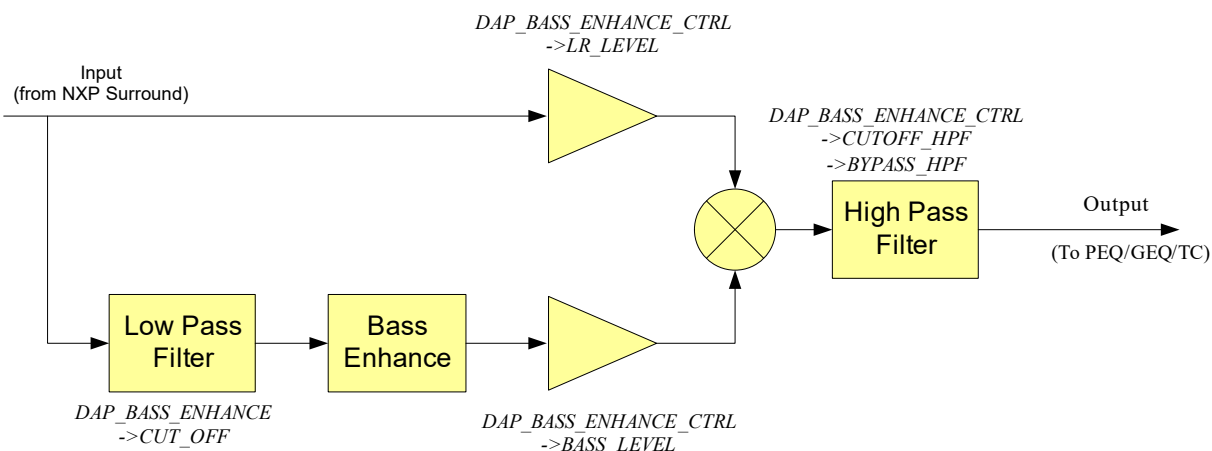 DAP_BASS_ENHANCE_CTRL
->LR_LEVEL
Input
(from NXP Surround)
DAP_BASS_ENHANCE_CTRL
->CUTOFF_HPF
->BYPASS_HPF
High Pass
Filter
Output
(To PEQ/GEQ/TC)
Low Pass
Filter
Bass
Enhance
DAP_BASS_ENHANCE
->CUT_OFF
DAP_BASS_ENHANCE_CTRL
->BASS_LEVEL